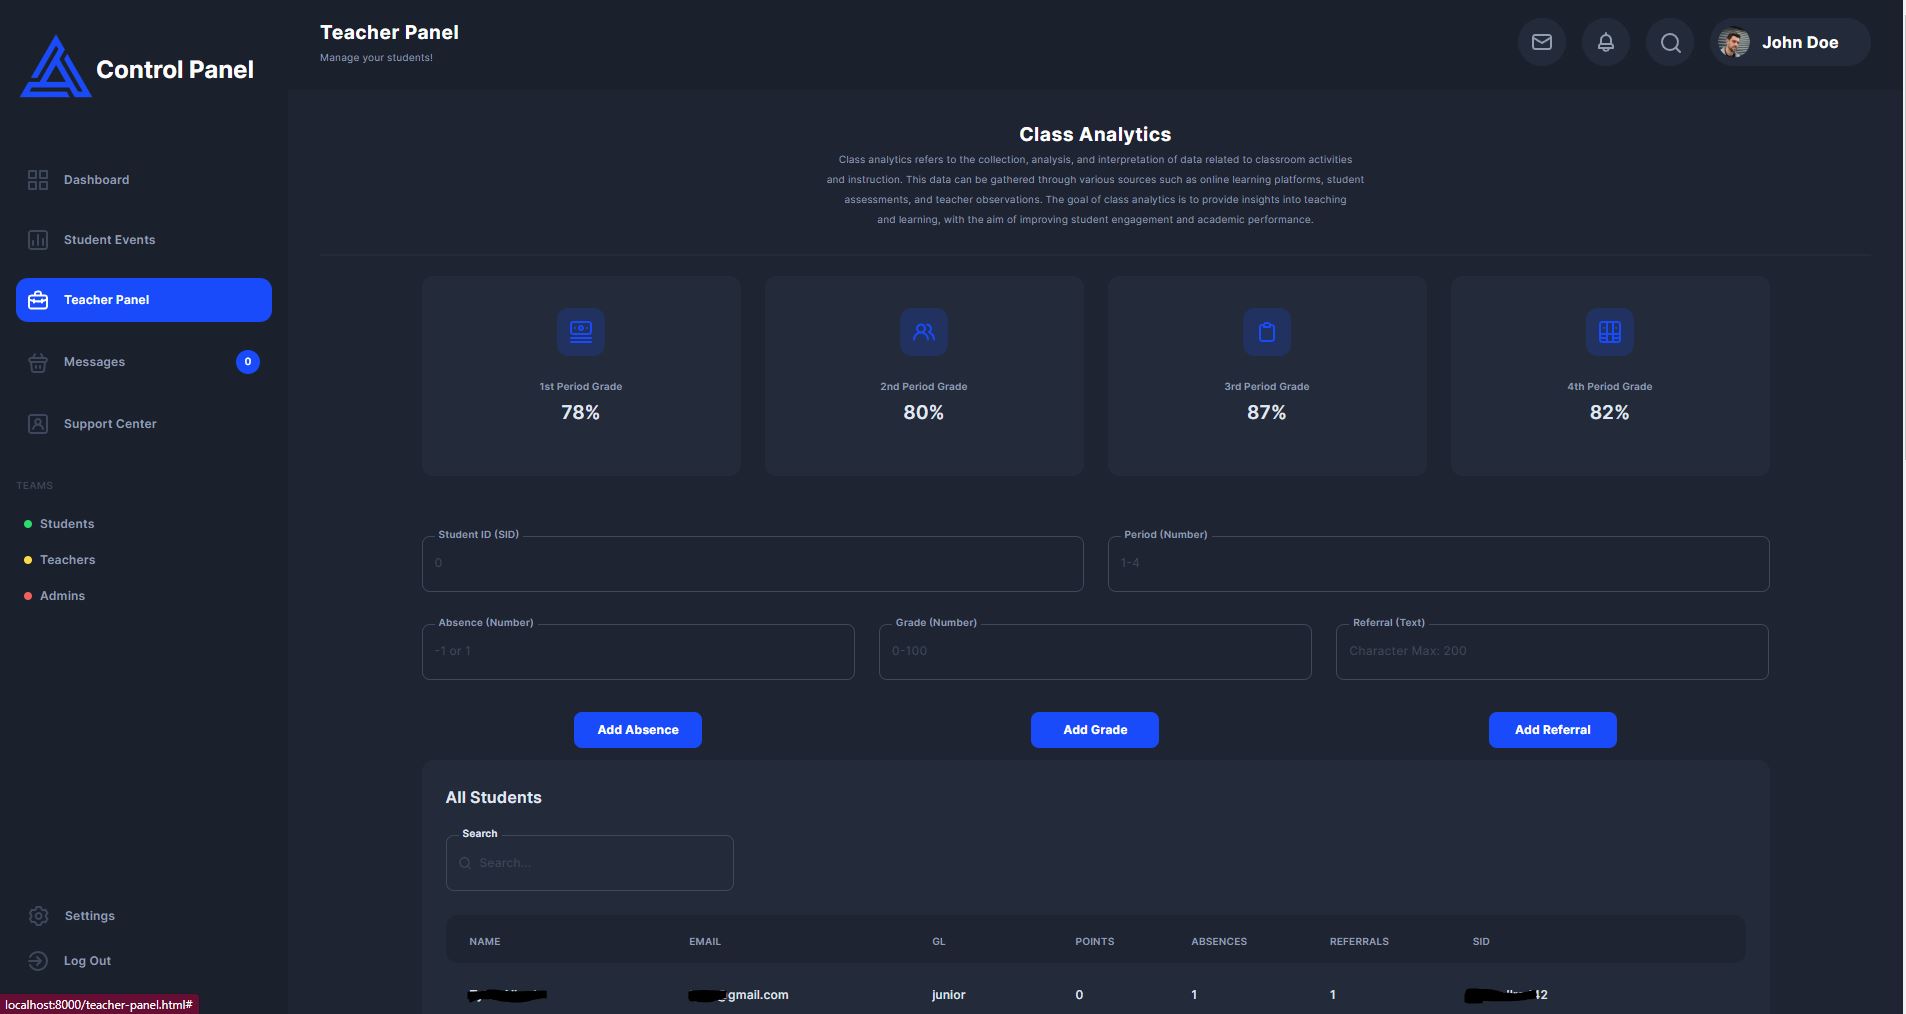 Control Panel
Dashboard
Student Events
Teacher Panel
Messages
0
Support Center
TEAMS
Students
Teachers
Admins
Settings
Log Out
localhost:8000/teacher-panel.html#
Teacher Panel
Manage your students!
John Doe
Class Analytics
Class analytics refers to the collection, analysis, and interpretation of data related to classroom activities
and instruction. This data can be gathered through various sources such as online learning platforms, student
assessments, and teacher observations. The goal of class analytics is to provide insights into teaching
and learning, with the aim of improving student engagement and academic performance.
1st Period Grade
78%
2nd Period Grade
80%
3rd Period Grade
87%
4th Period Grade
82%
Student ID (SID)
0
Period (Number)
1-4
Absence (Number)
-1 or 1
Grade (Number)
0-100
Referral (Text)
Character Max: 200
Add Absence
Add Grade
Add Referral
All Students
Search
Search...
NAME EMAIL GL POINTS ABSENCES REFERRALS SID
@gmail.com junior 0 1 1 42